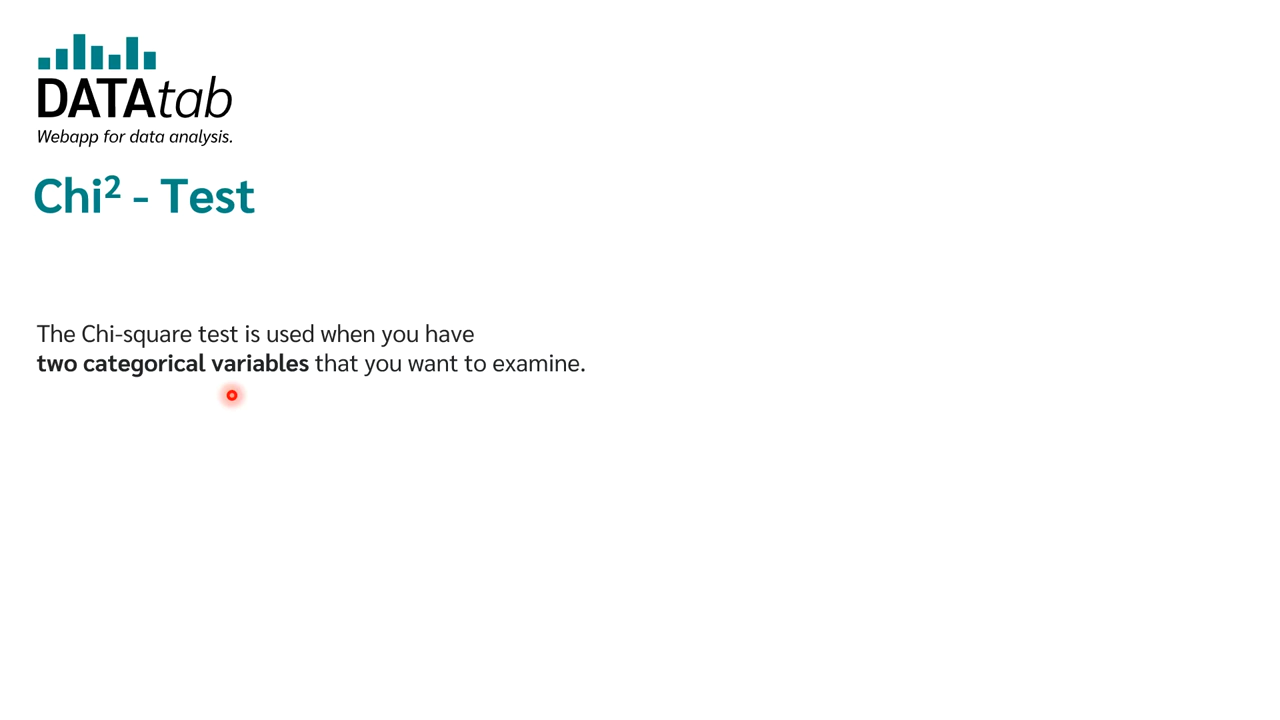 DATAtab
Webapp for data analysis.
Chi² - Test
The Chi-square test is used when you have
two categorical variables that you want to examine.